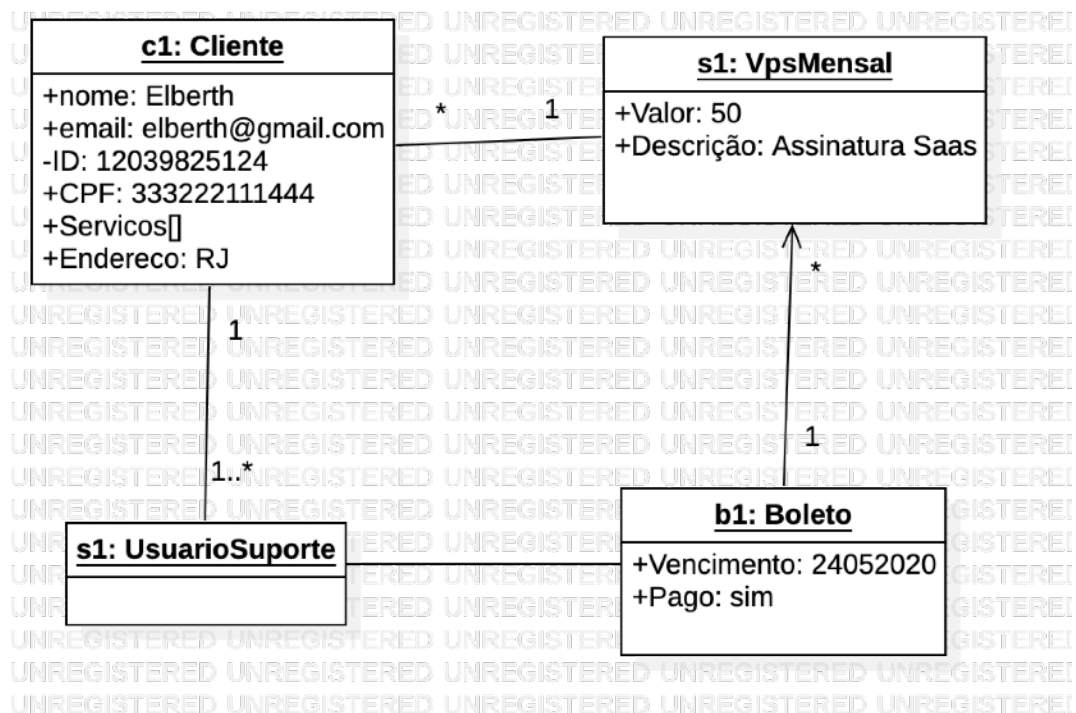 c1: Cliente
+nome: Elberth
+email: elberth@gmail.com
-ID: 12039825124
+CPF: 333222111444
+Servicos[]
+Endereco: RJ
*
1
s1: VpsMensal
+Valor: 50
+Descrição: Assinatura Saas
1
1..*
*
1
s1: UsuarioSuporte
b1: Boleto
+Vencimento: 24052020
+Pago: sim
UNREGISTERED